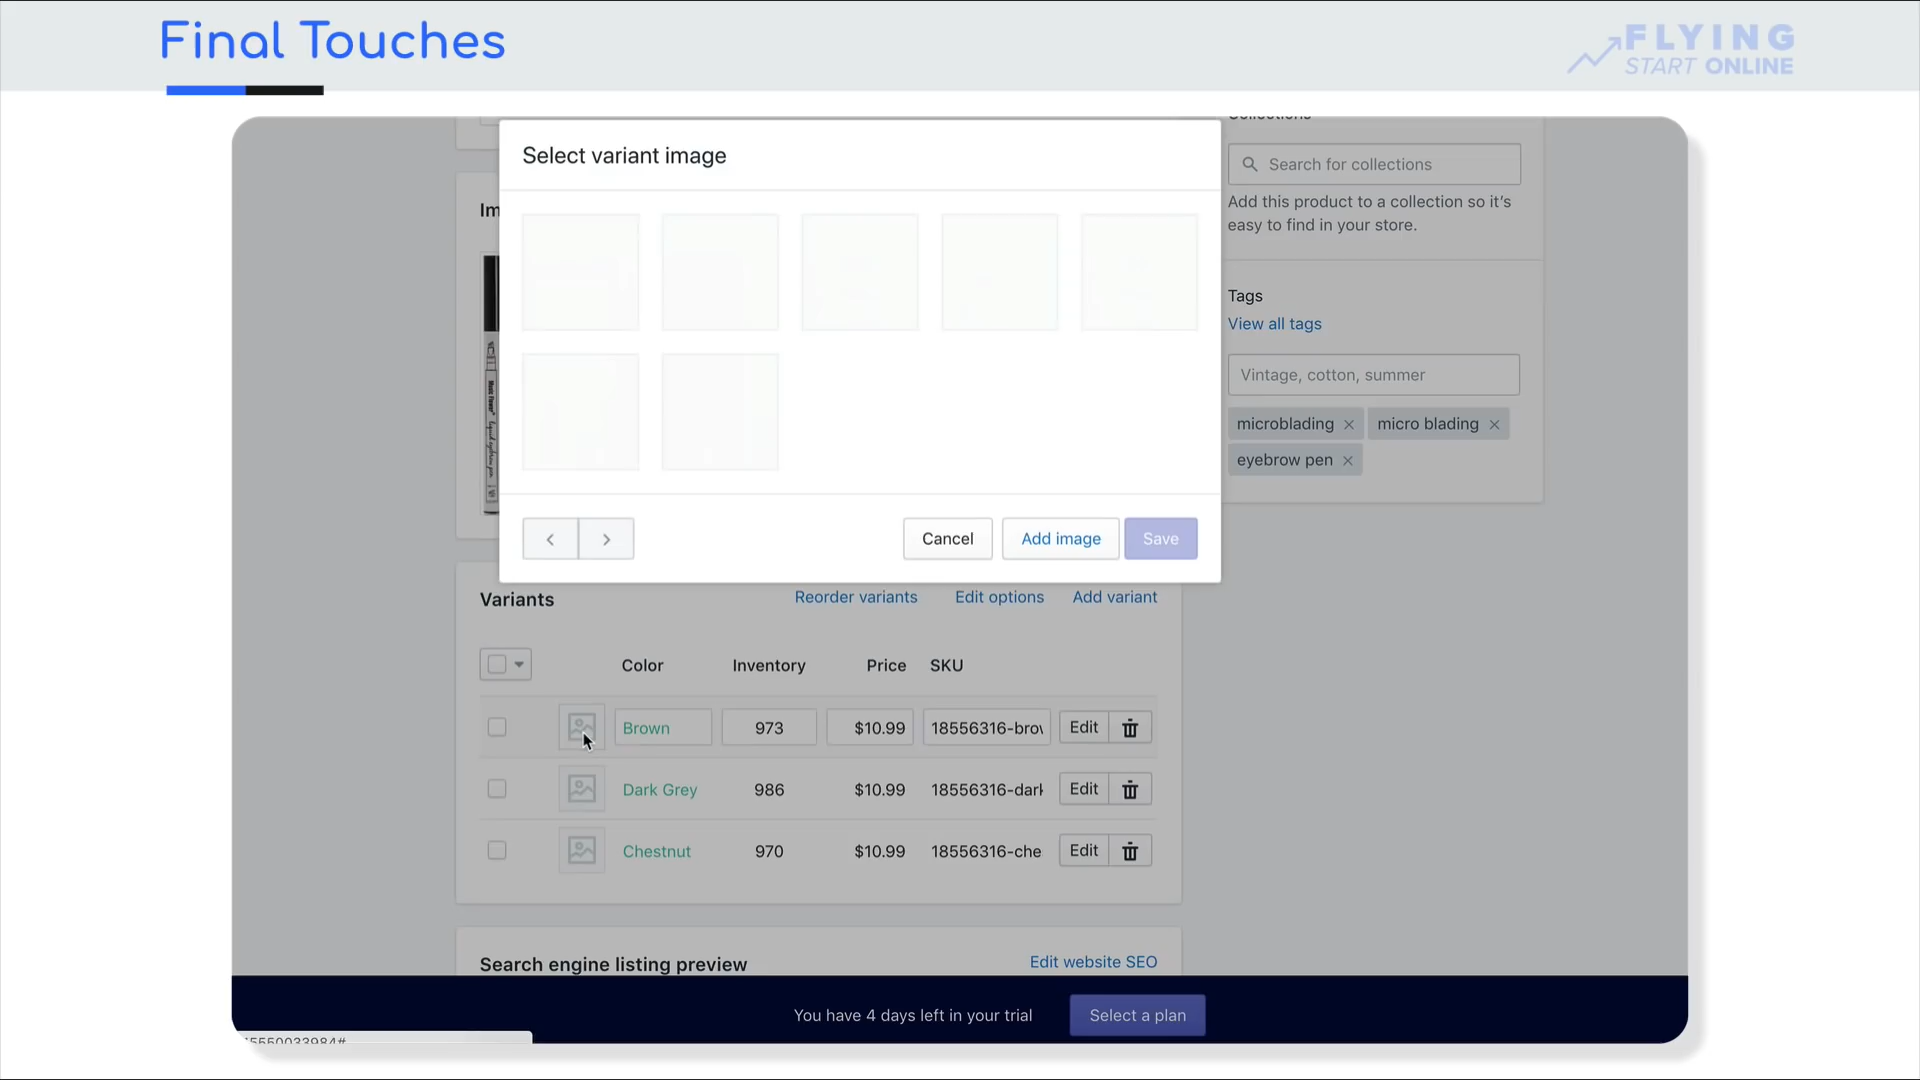 Final Touches
FLYING
START ONLINE
Select variant image
Search for collections
Add this product to a collection so it's
easy to find in your store.
Tags
View all tags
Vintage, cotton, summer
microblading
micro blading
eyebrow pen
Cancel
Add image
Save
Variants
Reorder variants
Edit options
Add variant
Color
Inventory
Price
SKU
Brown
973
$10.99
18556316-brow
Edit
Dark Grey
986
$10.99
18556316-dark
Edit
Chestnut
970
$10.99
18556316-che
Edit
Search engine listing preview
Edit website SEO
You have 4 days left in your trial
Select a plan